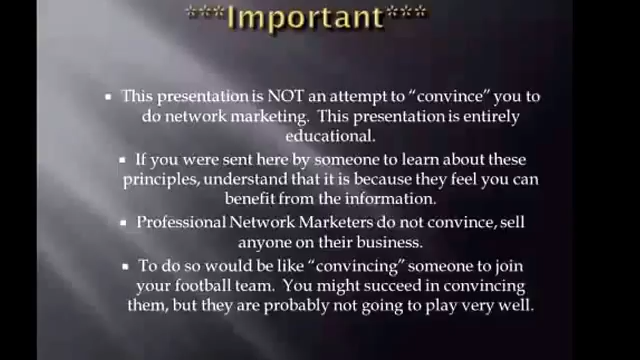 ***Important***
▪ This presentation is NOT an attempt to “convince” you to
do network marketing. This presentation is entirely
educational.
▪ If you were sent here by someone to learn about these
principles, understand that it is because they feel you can
benefit from the information.
▪ Professional Network Marketers do not convince, sell
anyone on their business.
▪ To do so would be like “convincing” someone to join
your football team. You might succeed in convincing
them, but they are probably not going to play very well.